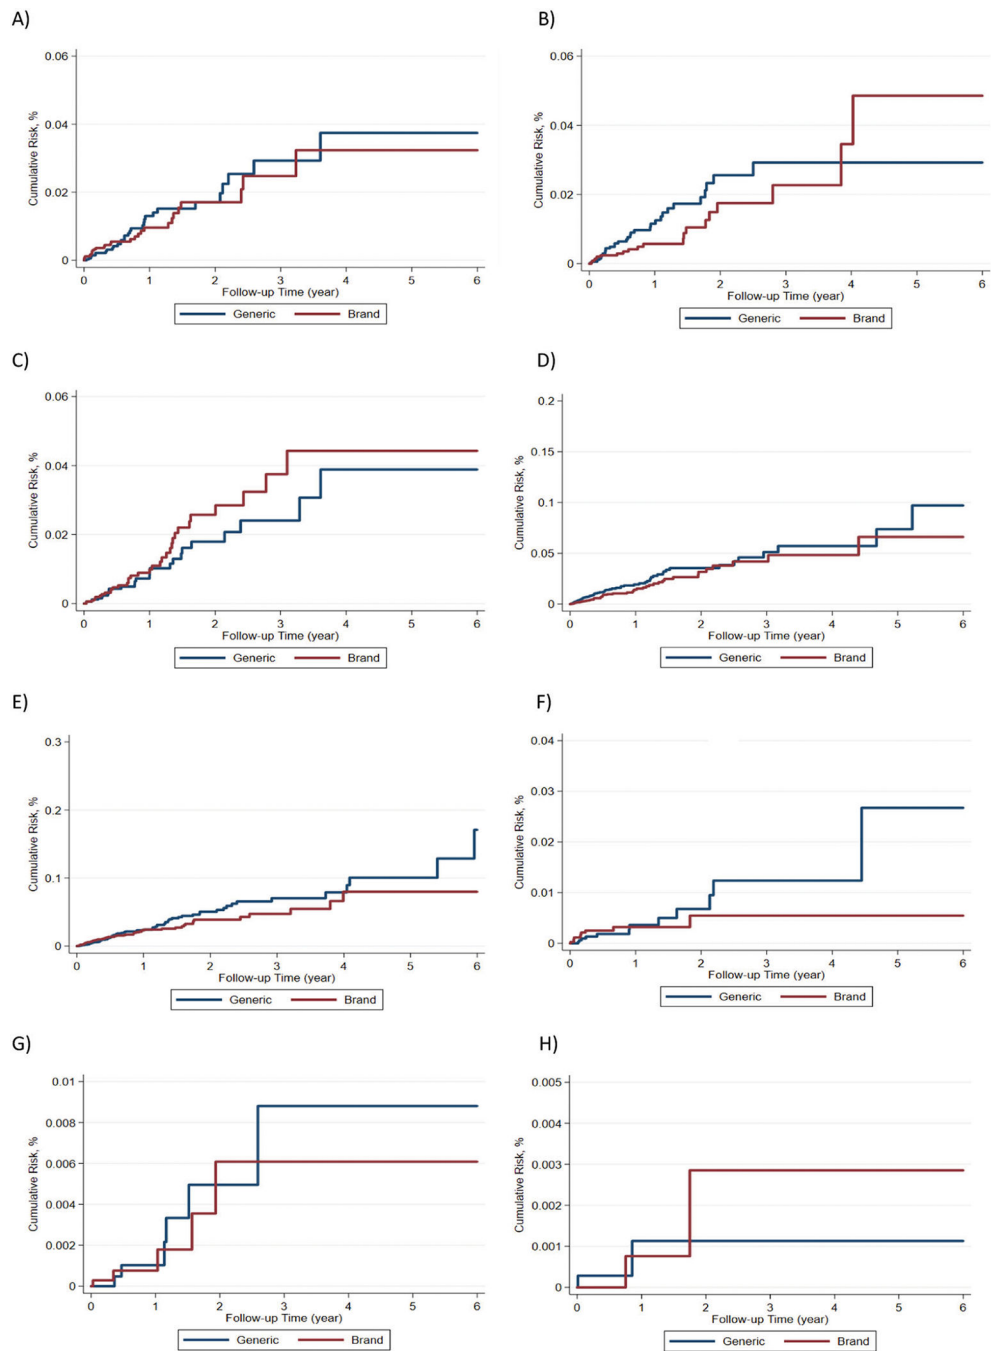 A)
Cumulative Risk, %
0.06
0.04
0.02
0
0 1 2 3 4 5 6
Follow-up Time (year)
Generic Brand
B)
Cumulative Risk, %
0.06
0.04
0.02
0
0 1 2 3 4 5 6
Follow-up Time (year)
Generic Brand
C)
Cumulative Risk, %
0.06
0.04
0.02
0
0 1 2 3 4 5 6
Follow-up Time (year)
Generic Brand
D)
Cumulative Risk, %
0.2
0.15
0.1
0.05
0
0 1 2 3 4 5 6
Follow-up Time (year)
Generic Brand
E)
Cumulative Risk, %
0.3
0.2
0.1
0
0 1 2 3 4 5 6
Follow-up Time (year)
Generic Brand
F)
Cumulative Risk, %
0.04
0.03
0.02
0.01
0
0 1 2 3 4 5 6
Follow-up Time (year)
Generic Brand
G)
Cumulative Risk, %
0.01
0.008
0.006
0.004
0.002
0
0 1 2 3 4 5 6
Follow-up Time (year)
Generic Brand
H)
Cumulative Risk, %
0.005
0.004
0.003
0.001
0.001
0
0 1 2 3 4 5 6
Follow-up Time (year)
Generic Brand